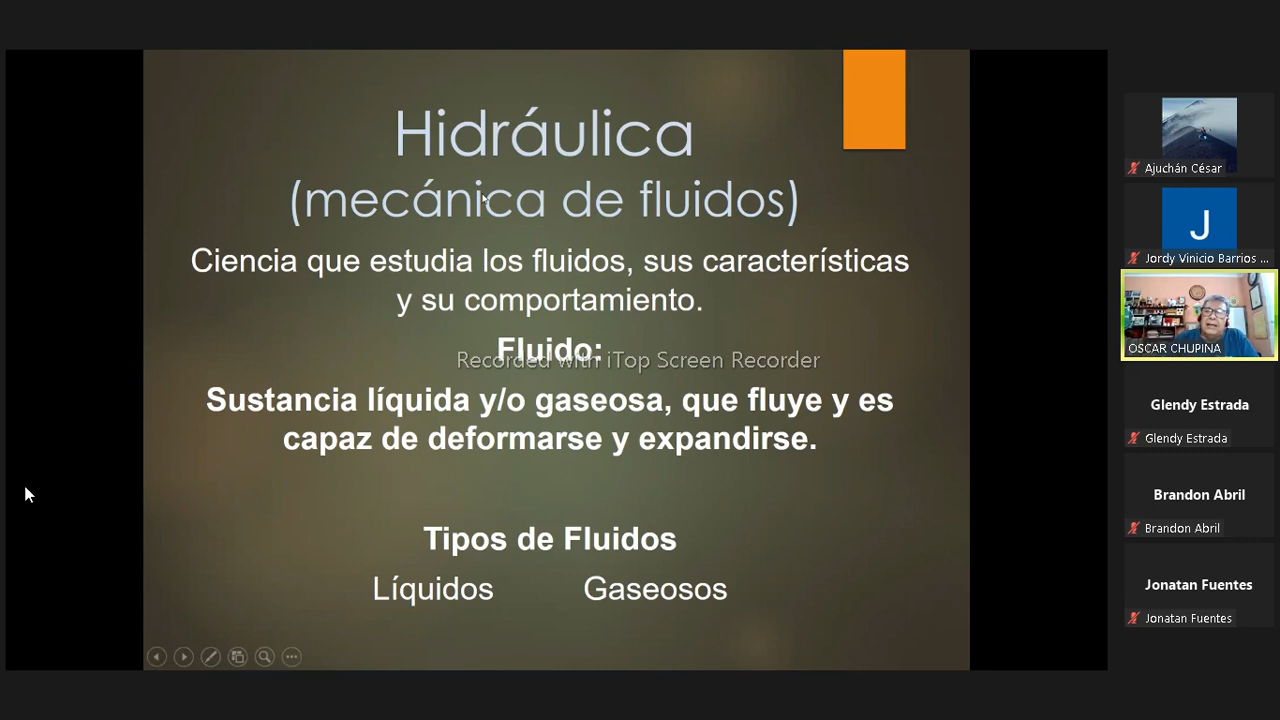 Hidráulica
(mecánica de fluidos)
Ciencia que estudia los fluidos, sus características
y su comportamiento.
Fluido:
Recorded with iTop Screen Recorder
Sustancia líquida y/o gaseosa, que fluye y es
capaz de deformarse y expandirse.
Tipos de Fluidos
Líquidos Gaseosos
Ajuchán César
J
Jordy Vinicio Barrios ...
OSCAR CHUPINA
Glendy Estrada
Glendy Estrada
Brandon Abril
Brandon Abril
Jonatan Fuentes
Jonatan Fuentes